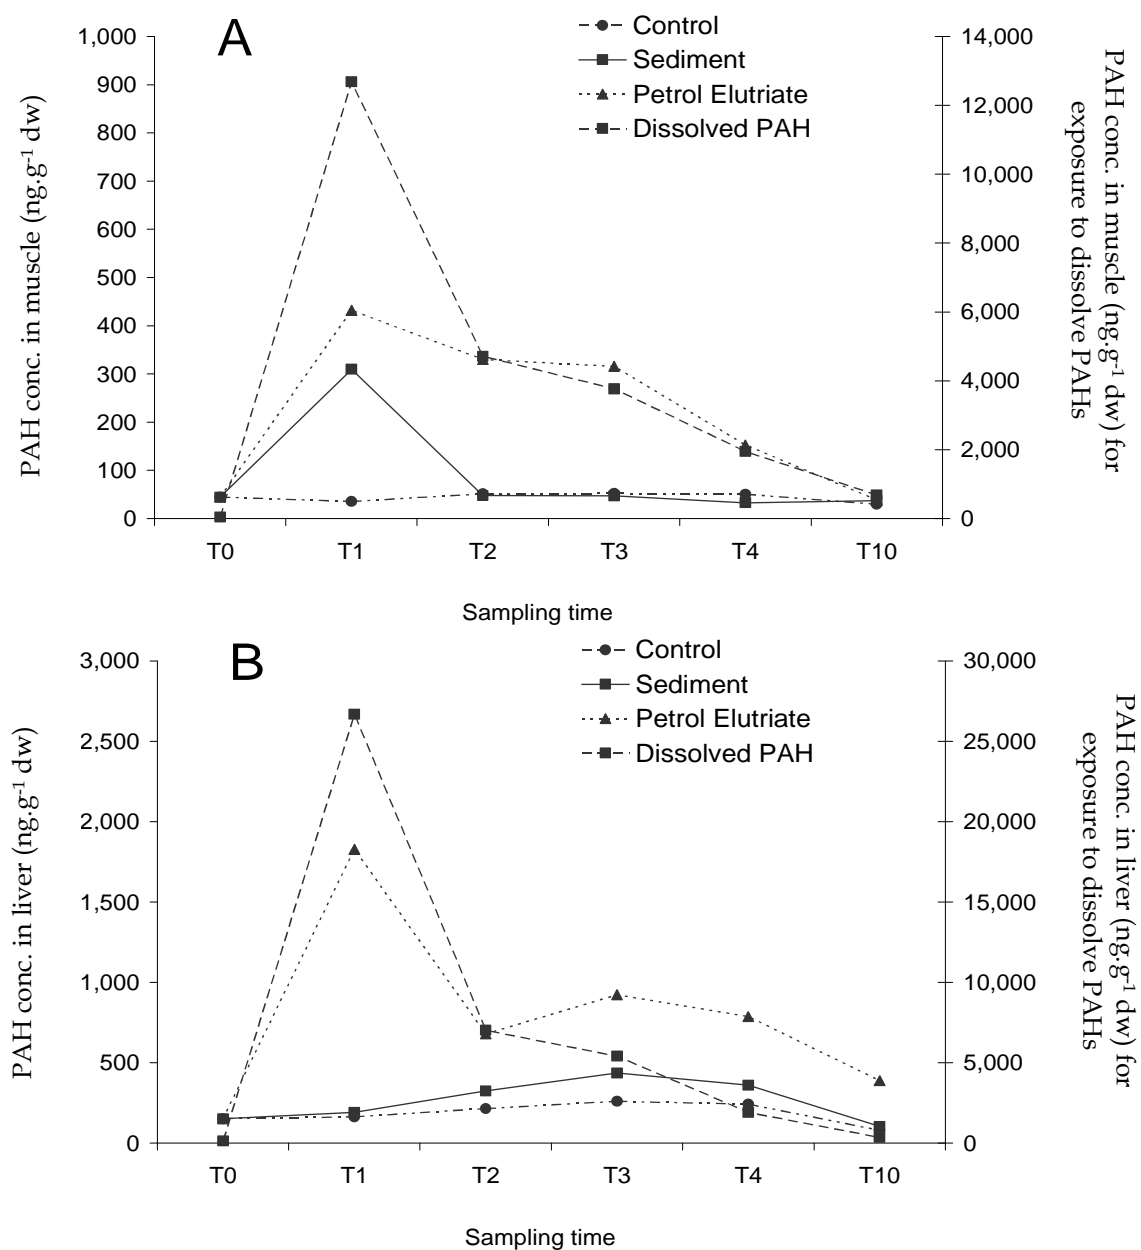 A
Control
Sediment
Petrol Elutriate
Dissolved PAH
PAH conc. in muscle (ng.g-1 dw)
1,000
900
800
700
600
500
400
300
200
100
0
14,000
12,000
10,000
8,000
6,000
4,000
2,000
0
PAH conc. in muscle (ng.g-1 dw) for
exposure to dissolve PAHs
T0 T1 T2 T3 T4 T10
Sampling time
B
Control
Sediment
Petrol Elutriate
Dissolved PAH
PAH conc. in liver (ng.g-1 dw)
3,000
2,500
2,000
1,500
1,000
500
0
30,000
25,000
20,000
15,000
10,000
5,000
0
PAH conc. in liver (ng.g-1 dw) for
exposure to dissolve PAHs
T0 T1 T2 T3 T4 T10
Sampling time